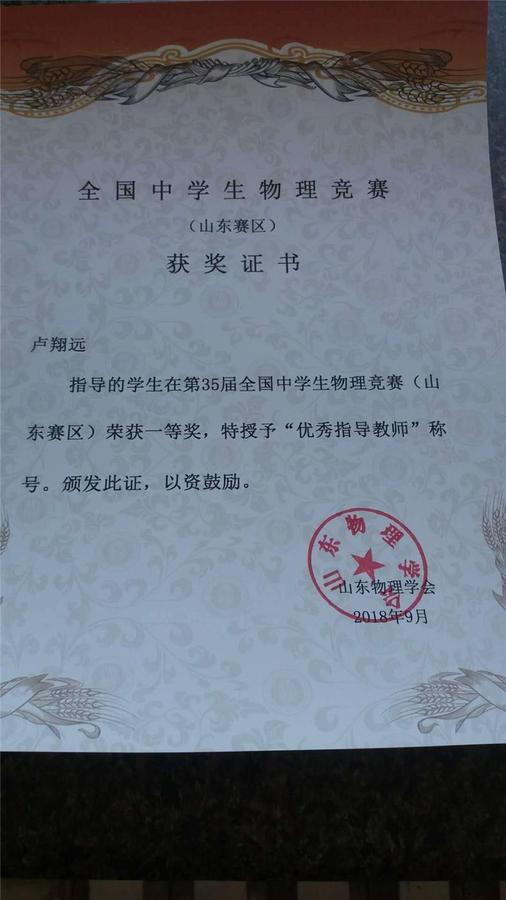 全国中学生物理竞赛
（山东赛区）
获奖证书
卢翔远
指导的学生在第35届全国中学生物理竞赛（山
东赛区）荣获一等奖，特授予“优秀指导教师”称
号。颁发此证，以资鼓励。
山东物理学会
山东物理学会
2018年9月